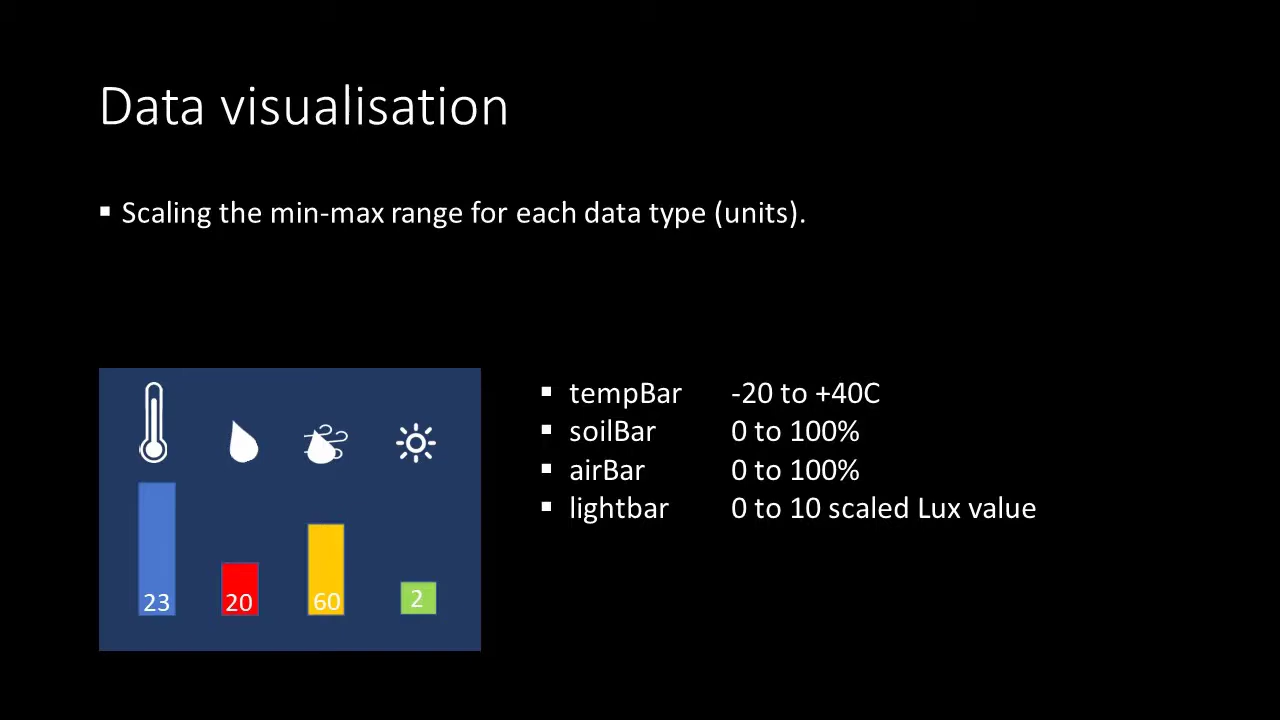 Data visualisation
▪ Scaling the min-max range for each data type (units).
▪ tempBar -20 to +40C
▪ soilBar 0 to 100%
▪ airBar 0 to 100%
▪ lightbar 0 to 10 scaled Lux value
23 20 60 2